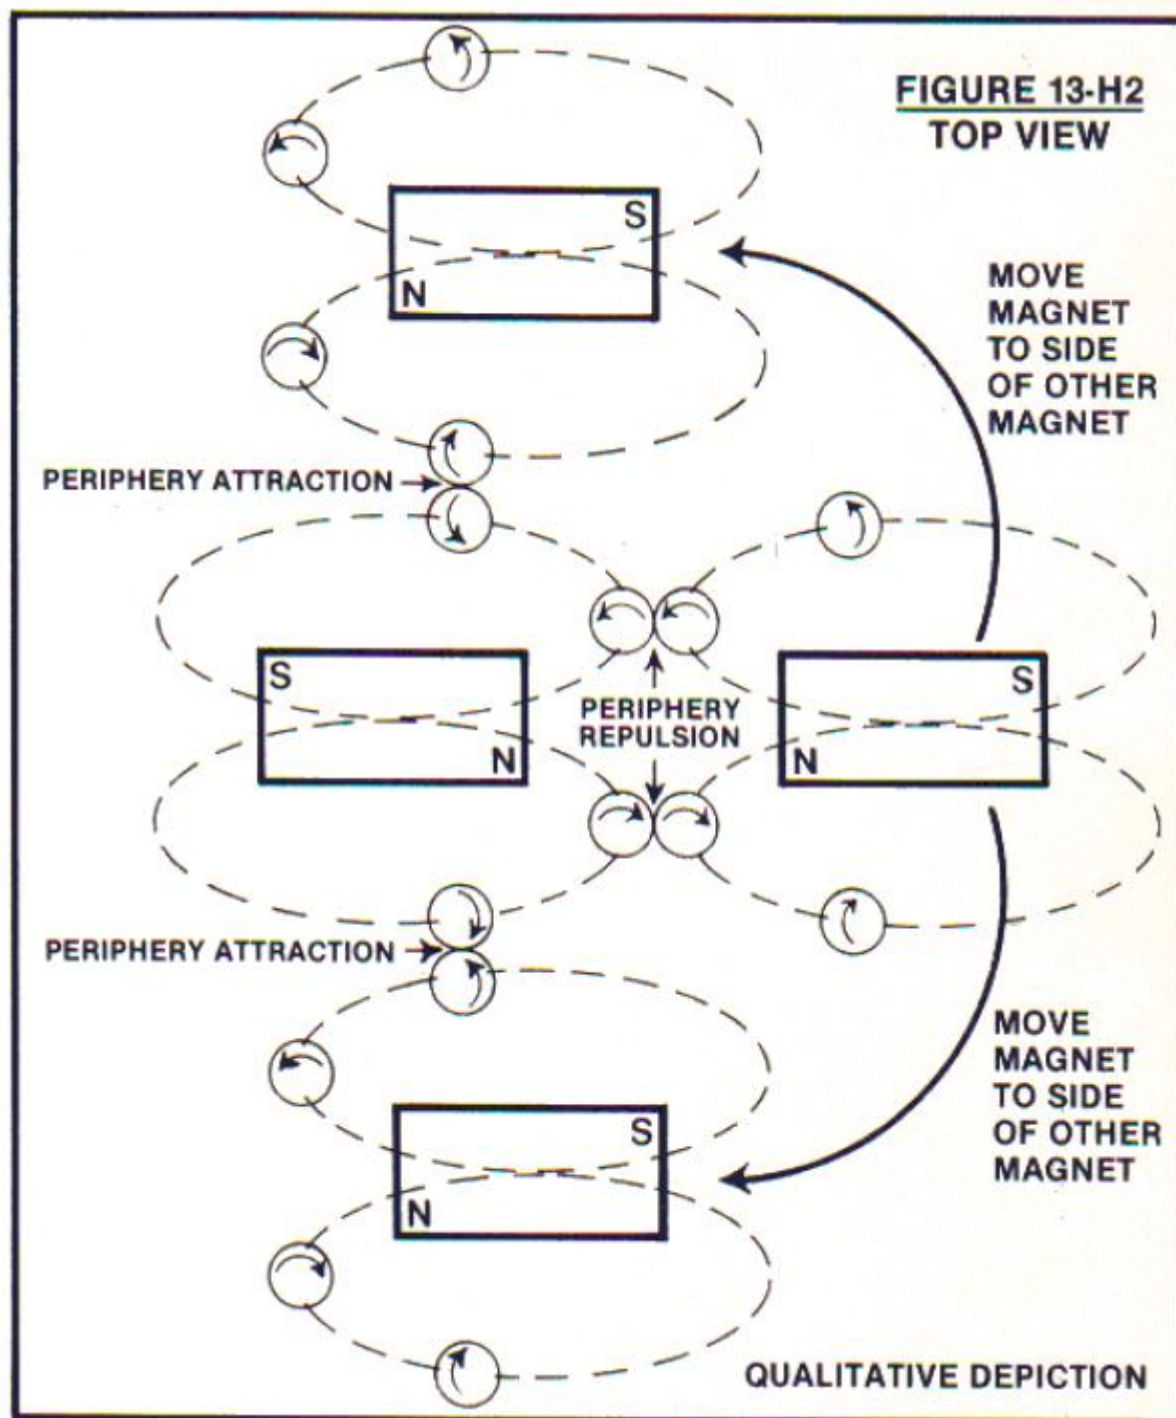 FIGURE 13-H2
TOP VIEW
S
N
MOVE
MAGNET
TO SIDE
OF OTHER
MAGNET
PERIPHERY ATTRACTION
S
N
PERIPHERY
REPULSION
S
N
PERIPHERY ATTRACTION
MOVE
MAGNET
TO SIDE
OF OTHER
MAGNET
S
N
QUALITATIVE DEPICTION